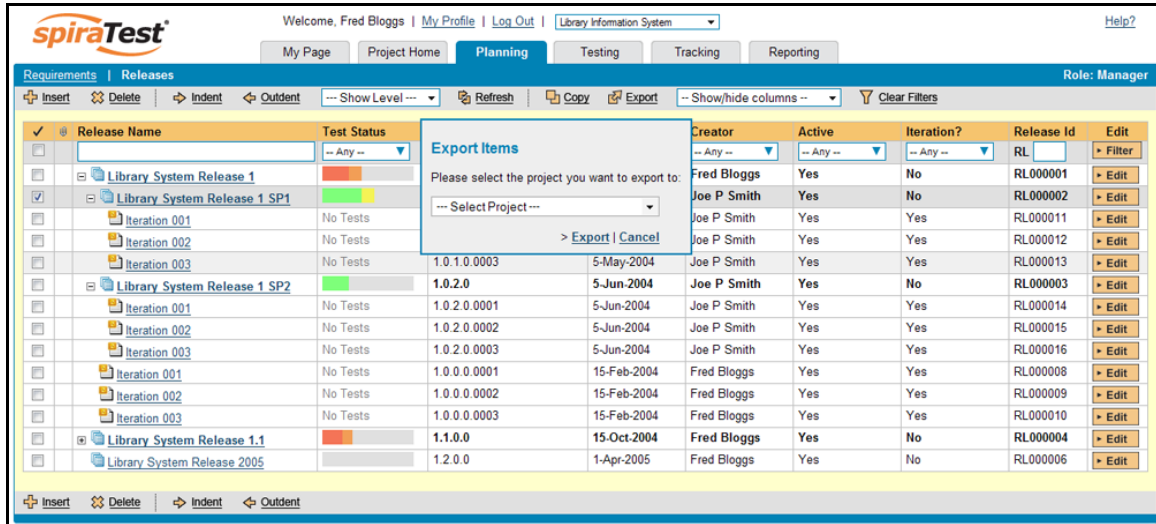 spiraTest
Welcome, Fred Bloggs | My Profile | Log Out | Library Information System
Help?
My Page Project Home Planning Testing Tracking Reporting
Requirements | Releases
Role: Manager
Insert Delete Indent Outdent --- Show Level --- Refresh Copy Export -- Show/hide columns -- Clear Filters
Release Name Test Status Creator Active Iteration? Release Id Edit
-- Any -- -- Any -- -- Any -- -- Any -- RL Filter
Export Items
Please select the project you want to export to:
--- Select Project ---
> Export | Cancel
Library System Release 1 Fred Bloggs Yes No RL000001 Edit
Library System Release 1 SP1 Joe P Smith Yes No RL000002 Edit
Iteration 001 No Tests Joe P Smith Yes Yes RL000011 Edit
Iteration 002 No Tests Joe P Smith Yes Yes RL000012 Edit
Iteration 003 No Tests 1.0.1.0.0003 5-May-2004 Joe P Smith Yes Yes RL000013 Edit
Library System Release 1 SP2 1.0.2.0 5-Jun-2004 Joe P Smith Yes No RL000003 Edit
Iteration 001 No Tests 1.0.2.0.0001 5-Jun-2004 Joe P Smith Yes Yes RL000014 Edit
Iteration 002 No Tests 1.0.2.0.0002 5-Jun-2004 Joe P Smith Yes Yes RL000015 Edit
Iteration 003 No Tests 1.0.2.0.0003 5-Jun-2004 Joe P Smith Yes Yes RL000016 Edit
Iteration 001 No Tests 1.0.0.0.0001 15-Feb-2004 Fred Bloggs Yes Yes RL000008 Edit
Iteration 002 No Tests 1.0.0.0.0002 15-Feb-2004 Fred Bloggs Yes Yes RL000009 Edit
Iteration 003 No Tests 1.0.0.0.0003 15-Feb-2004 Fred Bloggs Yes Yes RL000010 Edit
Library System Release 1.1 1.1.0.0 15-Oct-2004 Fred Bloggs Yes No RL000004 Edit
Library System Release 2005 1.2.0.0 1-Apr-2005 Fred Bloggs Yes No RL000006 Edit
Insert Delete Indent Outdent